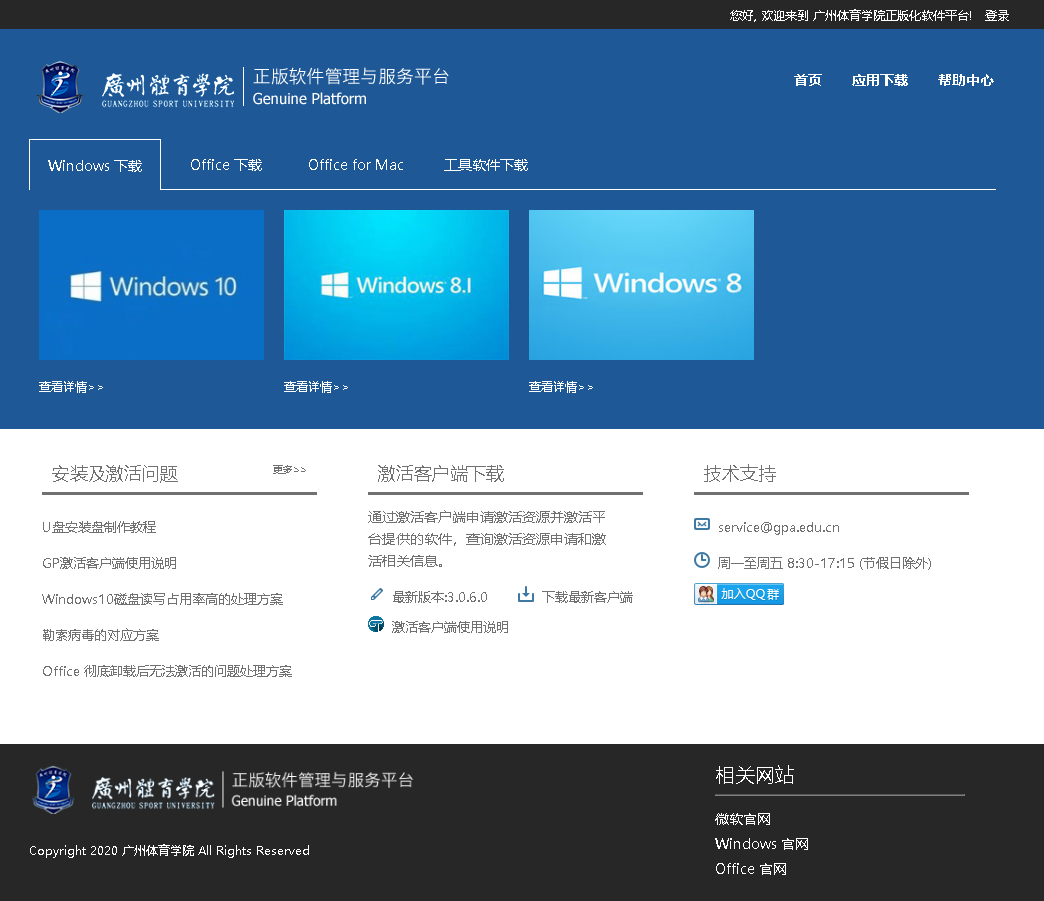 您好, 欢迎来到 广州体育学院正版化软件平台! 登录
廣州體育學院
GUANGZHOU SPORT UNIVERSITY
正版软件管理与服务平台
Genuine Platform
首页 应用下载 帮助中心
Windows 下载 Office 下载 Office for Mac 工具软件下载
Windows 10
Windows 8.1
Windows 8
查看详情>> 查看详情>> 查看详情>>
安装及激活问题 更多>>
U盘安装盘制作教程
GP激活客户端使用说明
Windows10磁盘读写占用率高的处理方案
勒索病毒的对应方案
Office 彻底卸载后无法激活的问题处理方案
激活客户端下载
通过激活客户端申请激活资源并激活平
台提供的软件，查询激活资源申请和激
活相关信息。
最新版本:3.0.6.0 下载最新客户端
激活客户端使用说明
技术支持
service@gpa.edu.cn
周一至周五 8:30-17:15 (节假日除外)
加入QQ群
廣州體育學院
GUANGZHOU SPORT UNIVERSITY
正版软件管理与服务平台
Genuine Platform
Copyright 2020 广州体育学院 All Rights Reserved
相关网站
微软官网
Windows 官网
Office 官网